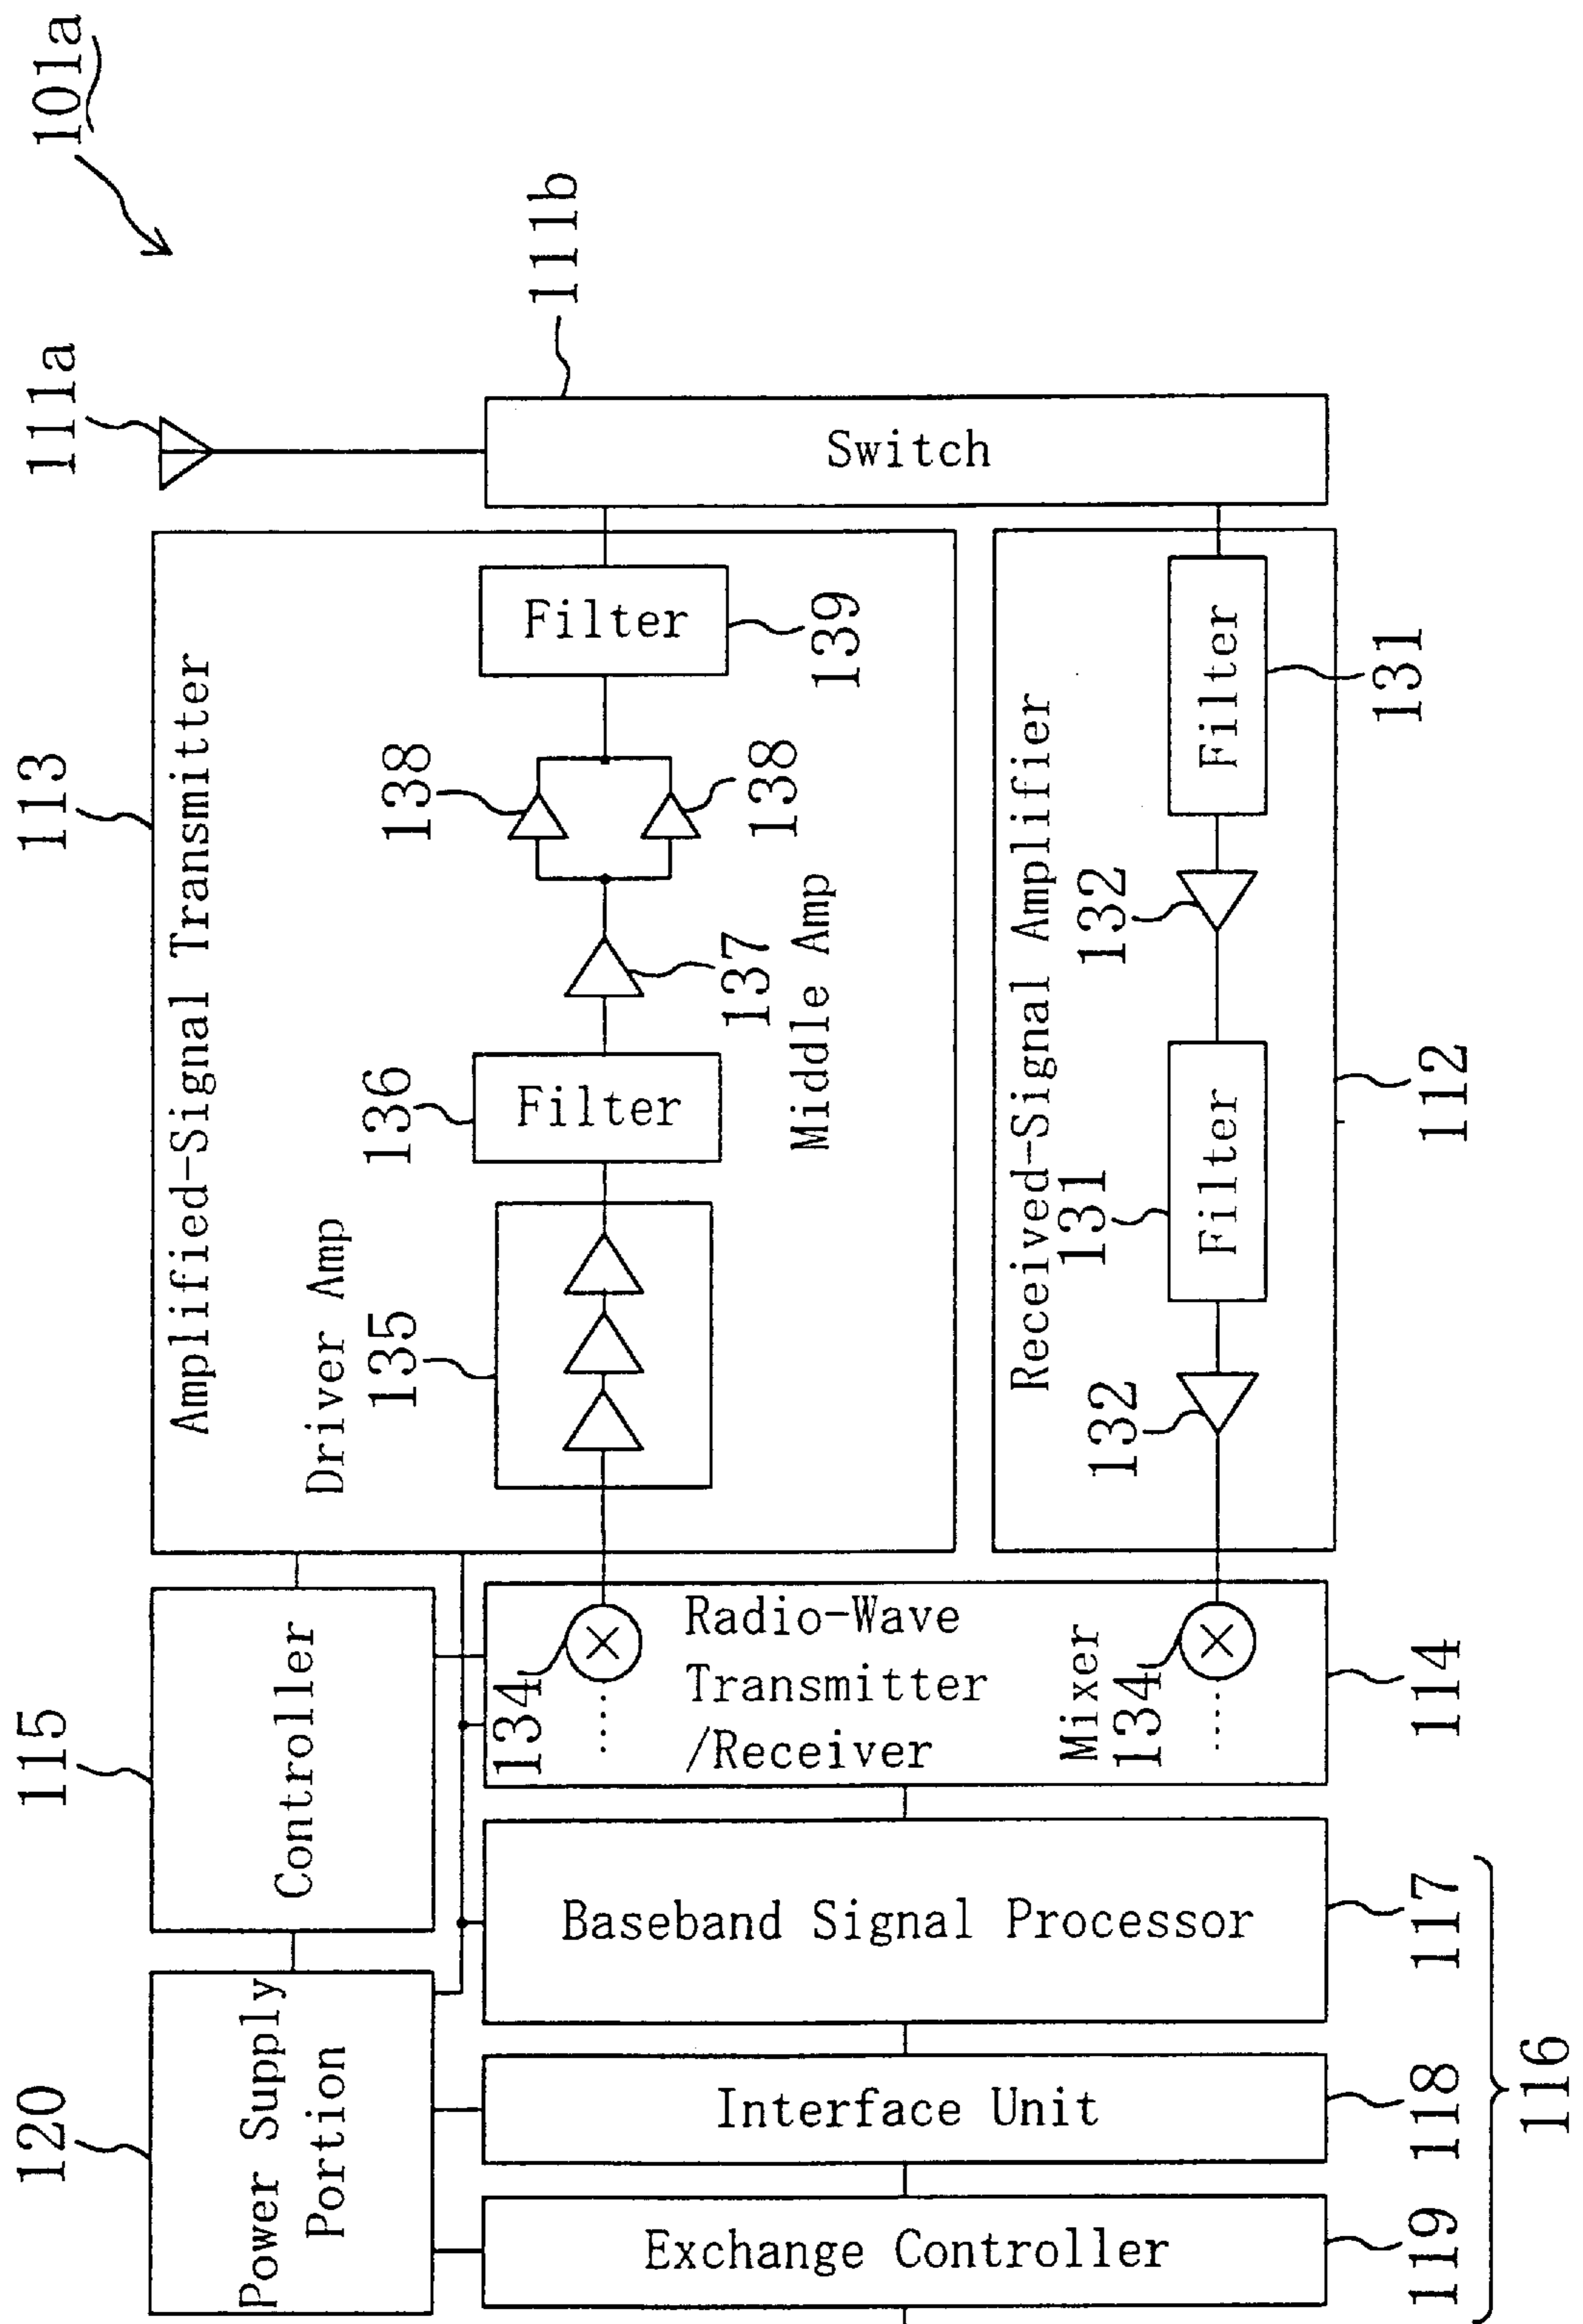 101a
111a
111b
Switch
113
Amplified-Signal Transmitter
Filter
139
138
138
137
Middle Amp
136
Filter
Driver Amp
135
Received-Signal Amplifier
Filter
131
132
Filter
131
132
112
115
Controller
134
Radio-Wave
Transmitter
/Receiver
Mixer
134
114
Baseband Signal Processor
117
120
Power Supply
Portion
Interface Unit
118
Exchange Controller
119
116